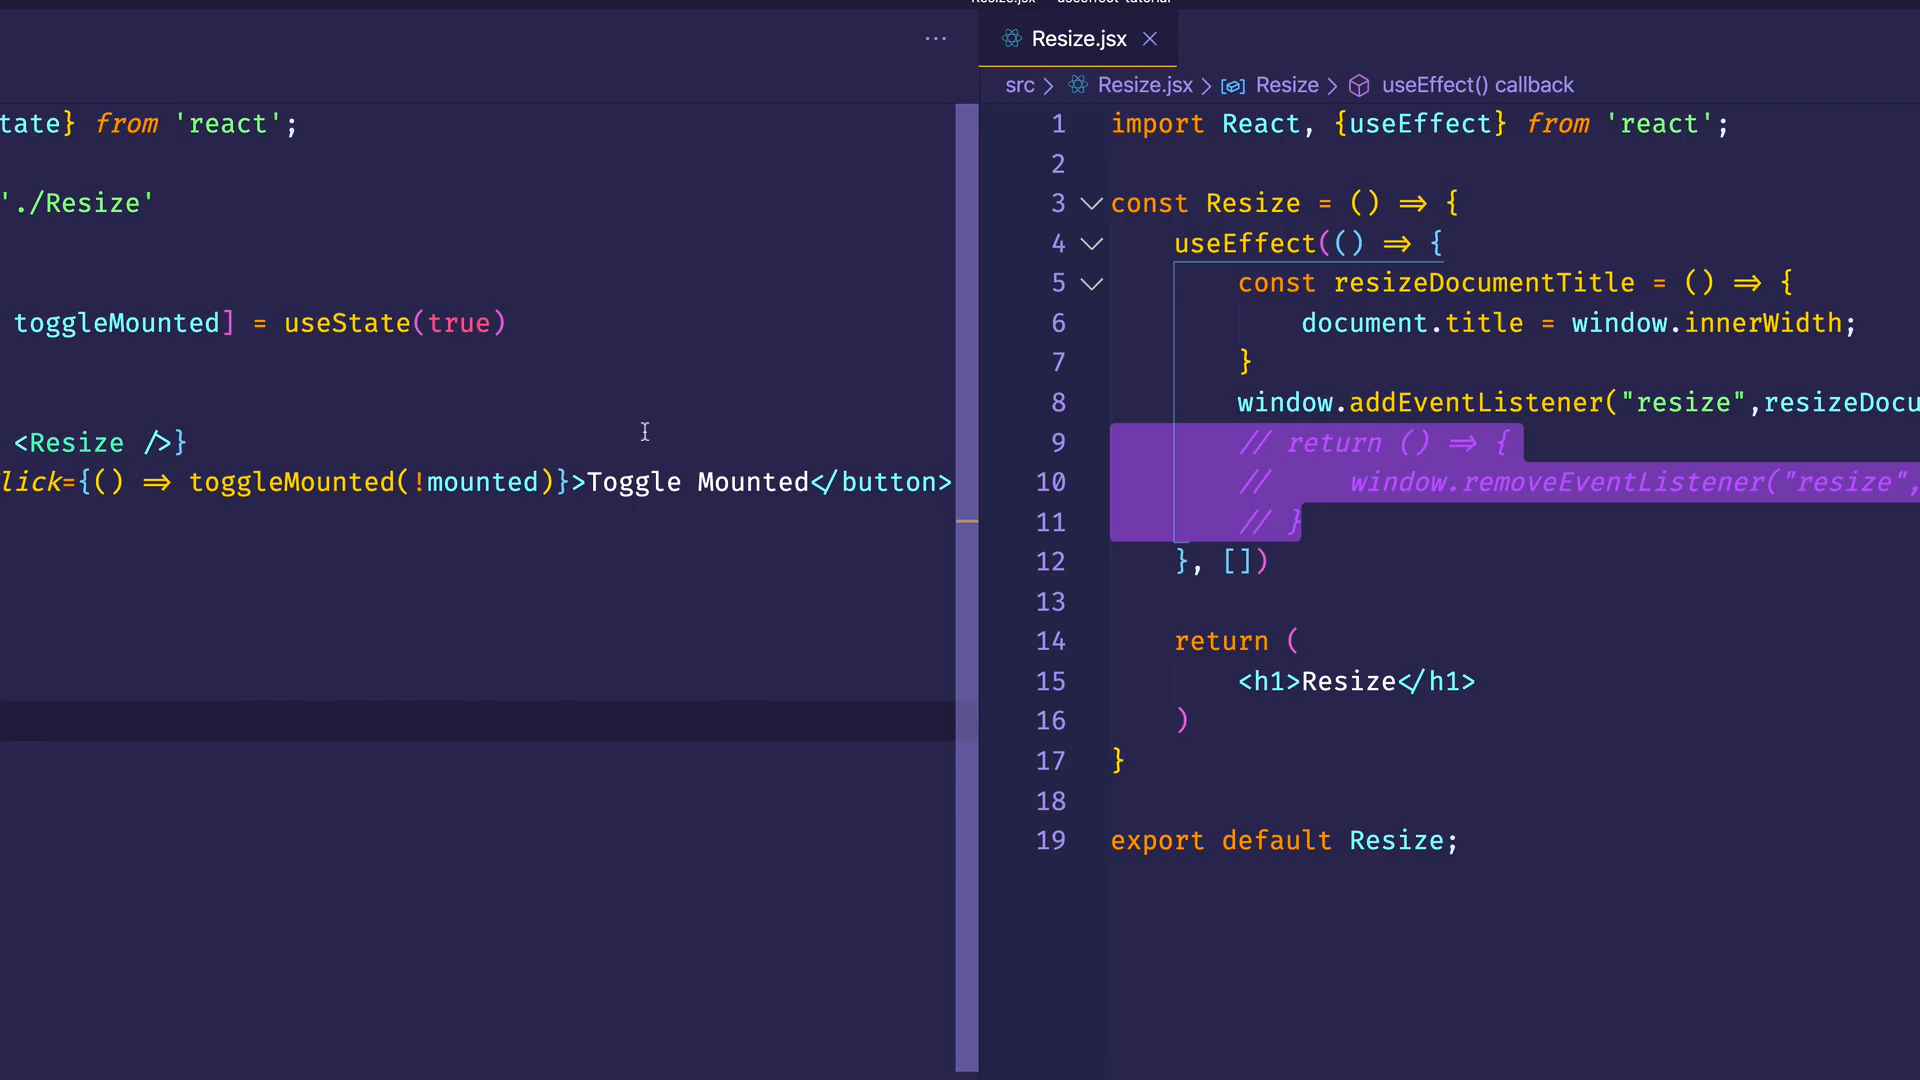 Resize.jsx
src > Resize.jsx > Resize > useEffect() callback
tate} from 'react';
'./Resize'
toggleMounted] = useState(true)
<Resize />}
lick={() => toggleMounted(!mounted)}>Toggle Mounted</button>
1 import React, {useEffect} from 'react';
2
3 const Resize = () => {
4 useEffect(() => {
5 const resizeDocumentTitle = () => {
6 document.title = window.innerWidth;
7 }
8 window.addEventListener("resize",resizeDocu
9 // return () => {
10 // window.removeEventListener("resize",
11 // }
12 }, [])
13
14 return (
15 <h1>Resize</h1>
16 )
17 }
18
19 export default Resize;